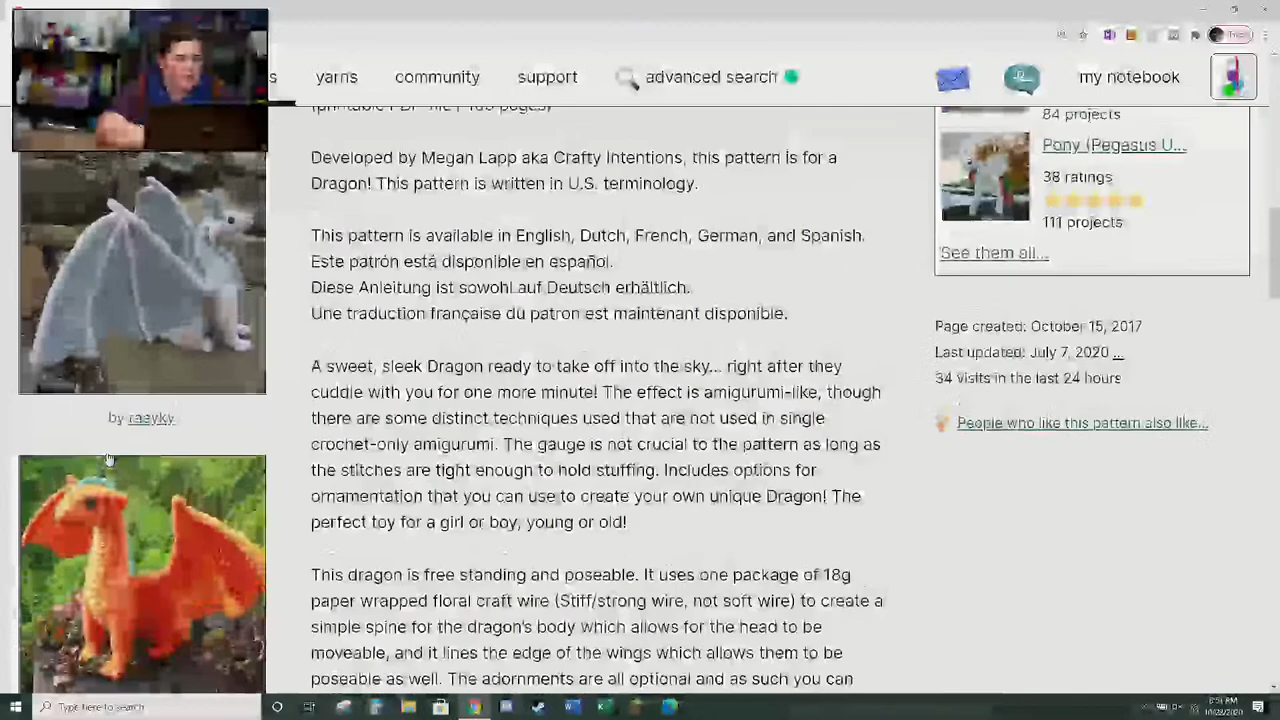 yarns community support advanced search my notebook
Developed by Megan Lapp aka Crafty Intentions, this pattern is for a
Dragon! This pattern is written in U.S. terminology.
This pattern is available in English, Dutch, French, German, and Spanish.
Este patrón está disponible en español.
Diese Anleitung ist sowohl auf Deutsch erhältlich.
Une traduction française du patron est maintenant disponible.
A sweet, sleek Dragon ready to take off into the sky... right after they
cuddle with you for one more minute! The effect is amigurumi-like, though
there are some distinct techniques used that are not used in single
crochet-only amigurumi. The gauge is not crucial to the pattern as long as
the stitches are tight enough to hold stuffing. Includes options for
ornamentation that you can use to create your own unique Dragon! The
perfect toy for a girl or boy, young or old!
This dragon is free standing and poseable. It uses one package of 18g
paper wrapped floral craft wire (Stiff/strong wire, not soft wire) to create a
simple spine for the dragon's body which allows for the head to be
moveable, and it lines the edge of the wings which allows them to be
poseable as well. The adornments are all optional and as such you can
by
84 projects
Pony (Pegasus U...
38 ratings
111 projects
See them all...
Page created: October 15, 2017
Last updated: July 7, 2020 ...
34 visits in the last 24 hours
People who like this pattern also like...
Type here to search
10/28/2020